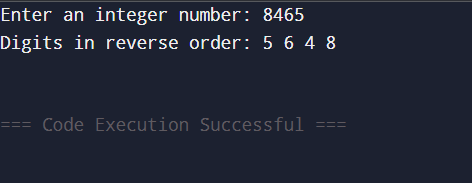 Enter an integer number: 8465
Digits in reverse order: 5 6 4 8
=== Code Execution Successful ===